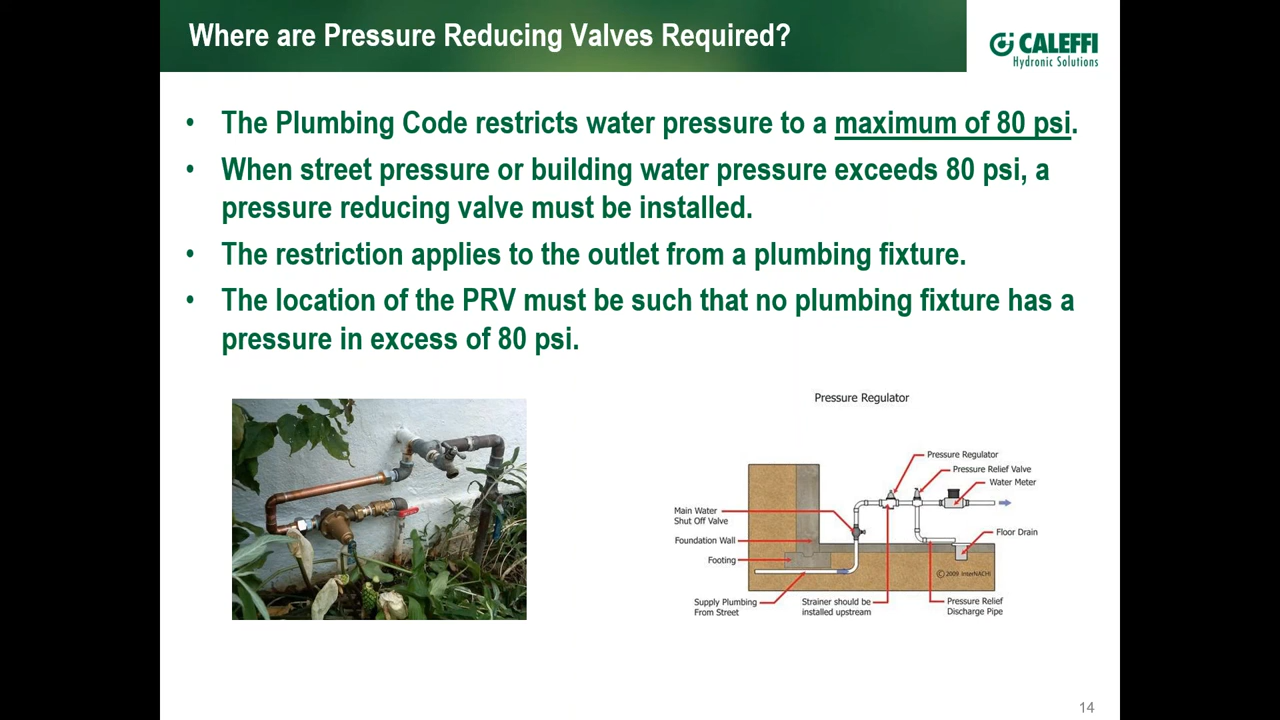 Where are Pressure Reducing Valves Required?
CALEFFI
Hydronic Solutions
• The Plumbing Code restricts water pressure to a maximum of 80 psi.
• When street pressure or building water pressure exceeds 80 psi, a
pressure reducing valve must be installed.
• The restriction applies to the outlet from a plumbing fixture.
• The location of the PRV must be such that no plumbing fixture has a
pressure in excess of 80 psi.
Pressure Regulator
Pressure Regulator
Pressure Relief Valve
Water Meter
Main Water
Shut Off Valve
Foundation Wall
Footing
Floor Drain
© 2009 InterNACHI
Supply Plumbing
From Street
Strainer should be
installed upstream
Pressure Relief
Discharge Pipe
14